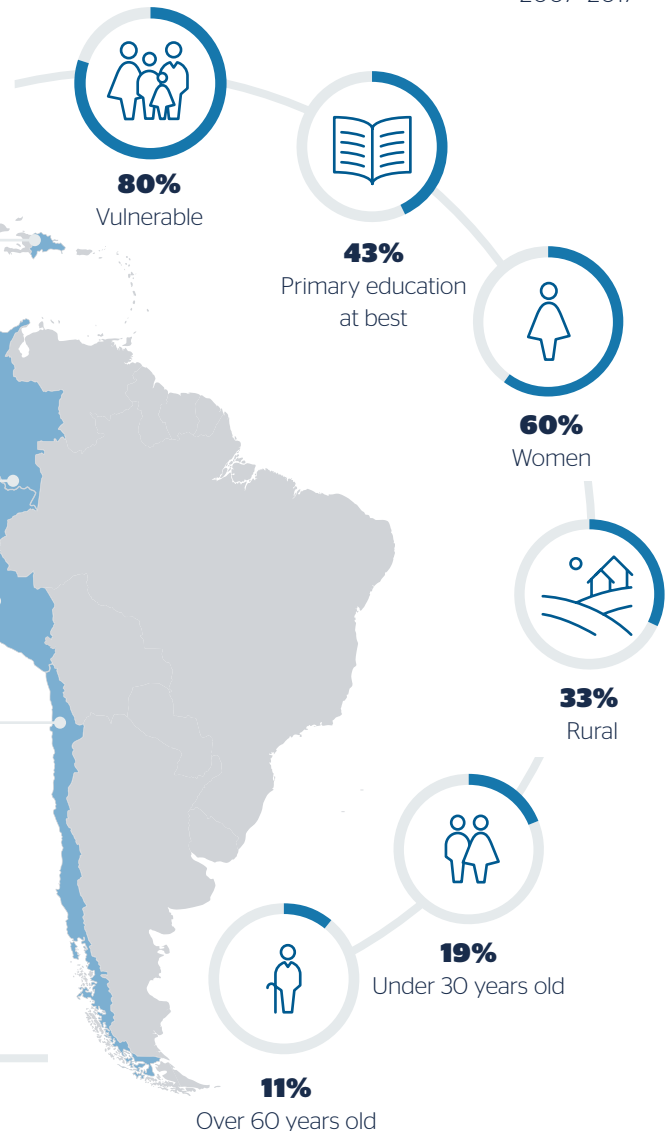 80%
Vulnerable
43%
Primary education
at best
60%
Women
33%
Rural
19%
Under 30 years old
11%
Over 60 years old